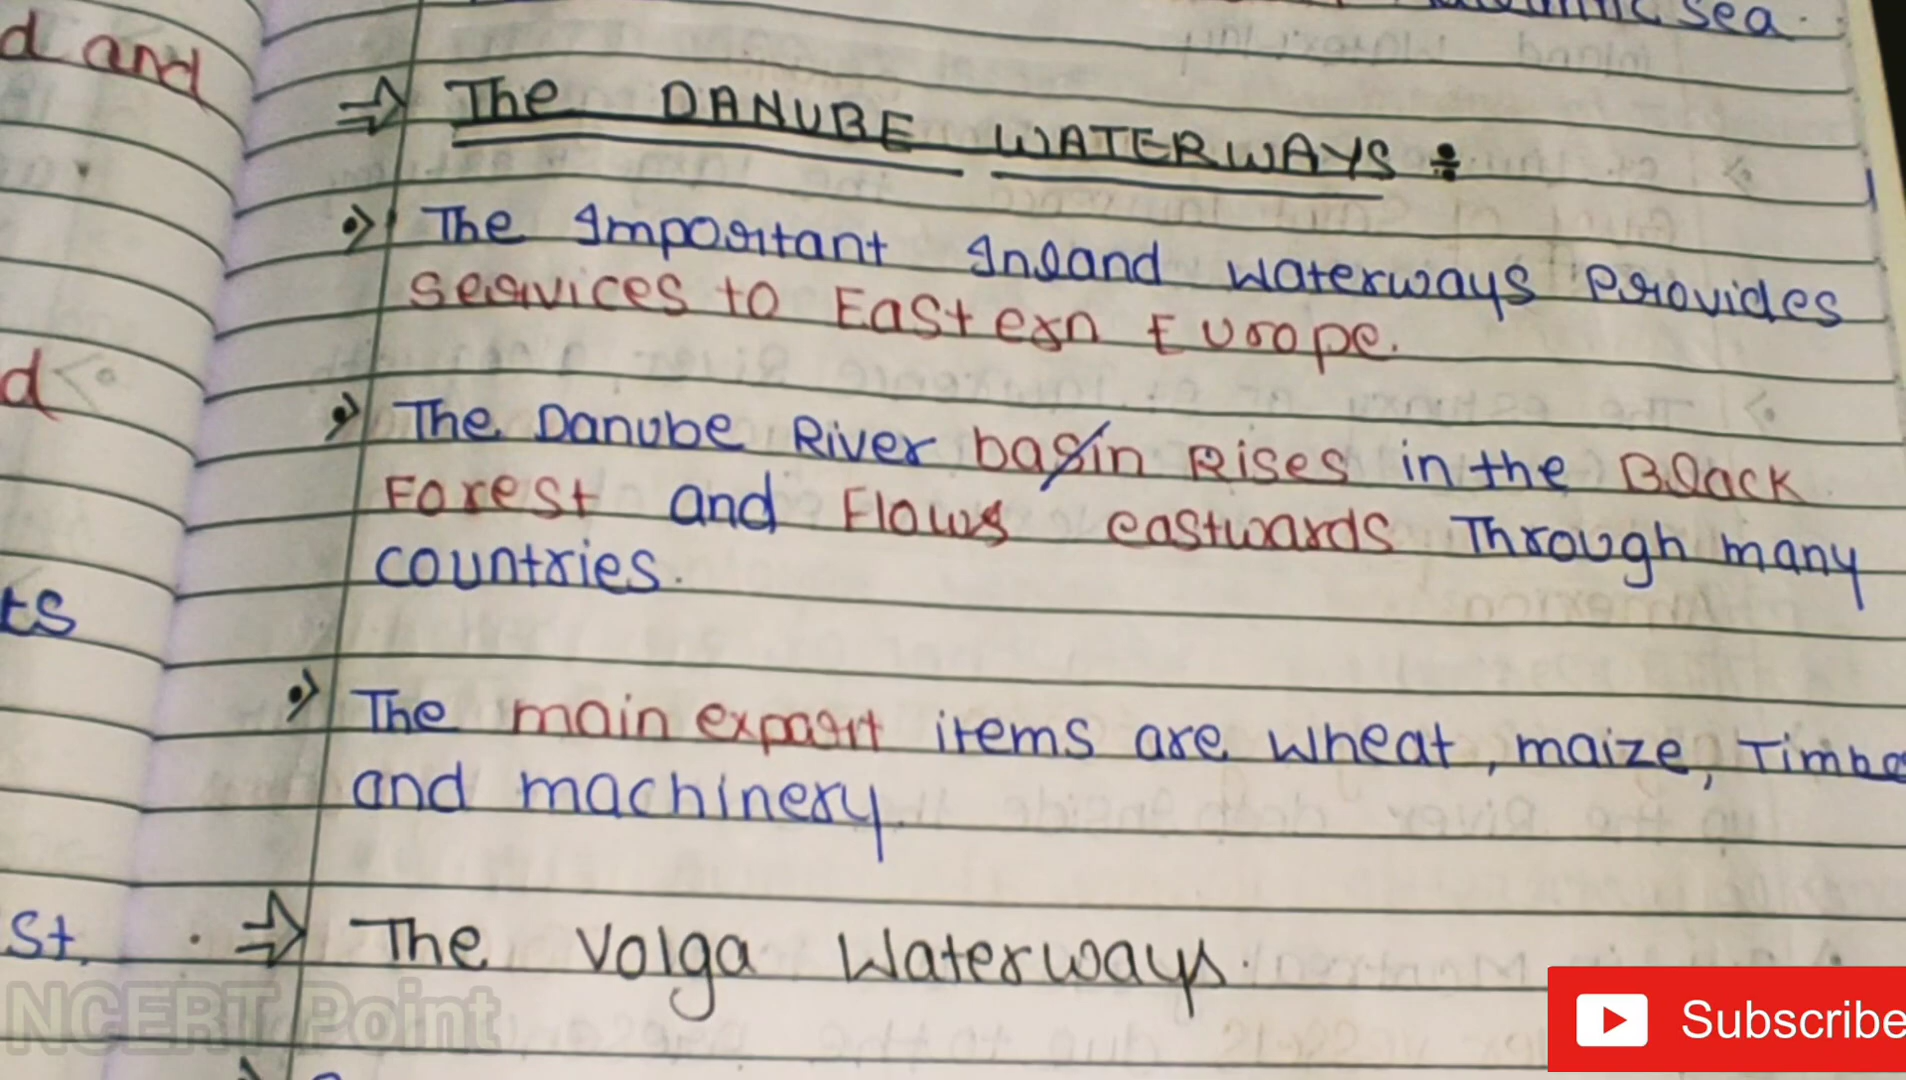 d and
d
ts
St.
sea.
⇒ The DANUBE WATERWAYS ÷
The Important Inland Waterways Provides
Services to Eastern Europe.
The Danube River basin Rises in the Black
Forest and Flows eastwards Through many
countries.
The main export items are wheat, maize, Timbe
and machinery.
⇒ The Volga Waterways.
NCERT Point
Subscribe